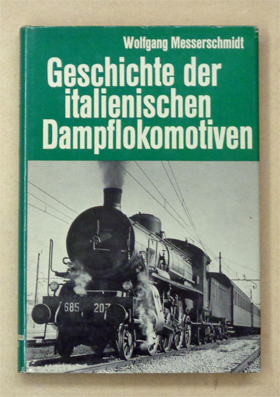 Wolfgang Messerschmidt
Geschichte der
italienischen
Dampflokomotiven
685 207